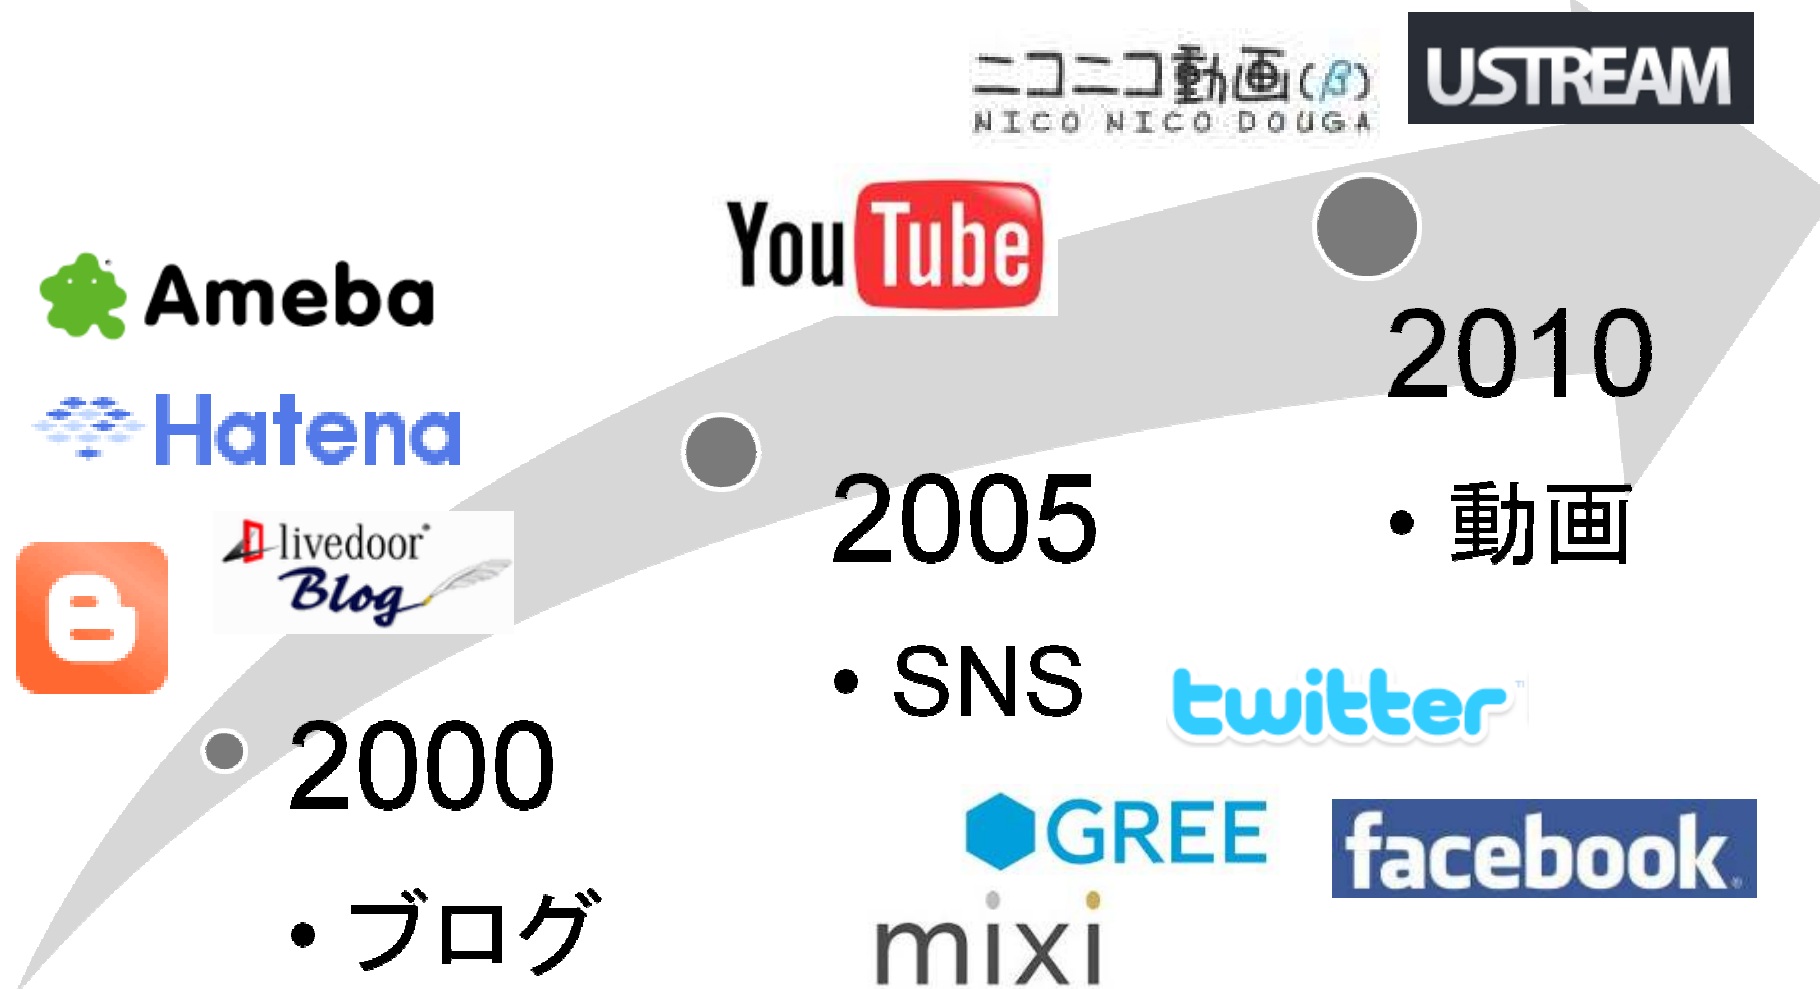 ニコニコ動画(β)
NICO NICO DOUGA
USTREAM
YouTube
Ameba
Hatena
livedoor®
Blog
2010
• 動画
2005
• SNS
twitter™
2000
• ブログ
GREE
facebook®
mixi